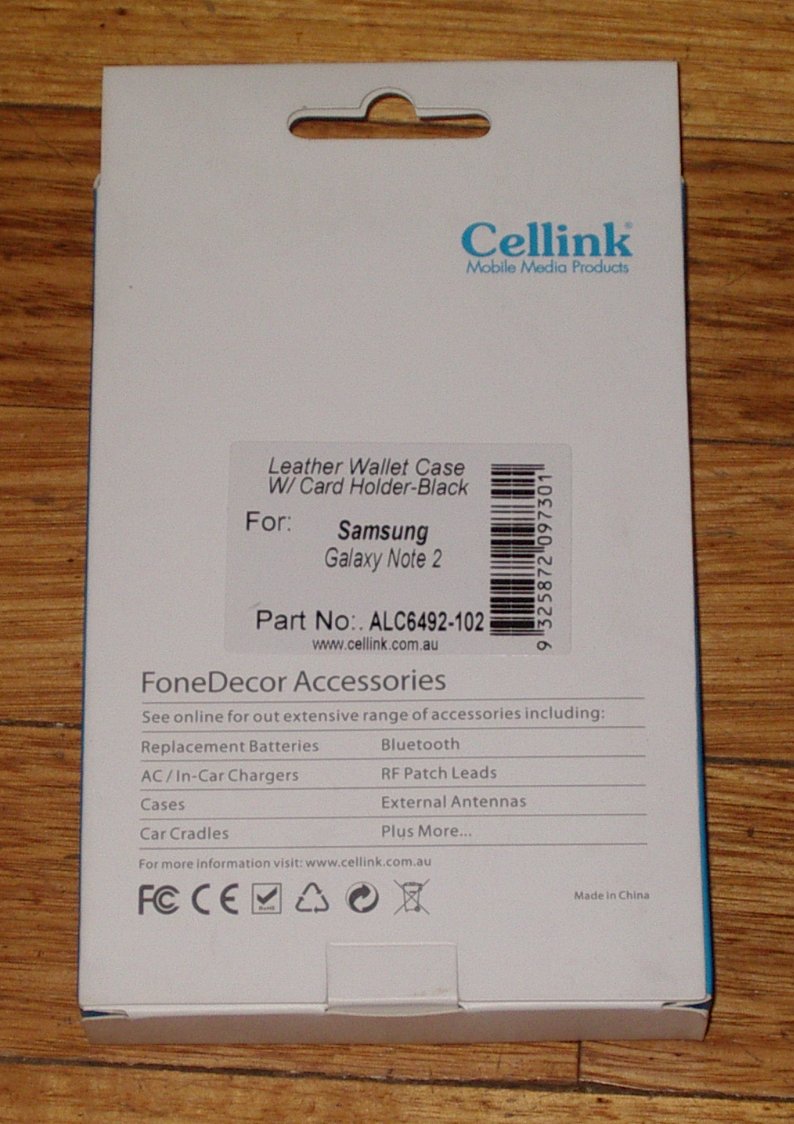 Cellink®
Mobile Media Products
Leather Wallet Case
W/ Card Holder-Black
For:
Samsung
Galaxy Note 2
Part No:. ALC6492-102
www.cellink.com.au
9 325872 097301
FoneDecor Accessories
See online for out extensive range of accessories including:
Replacement Batteries Bluetooth
AC / In-Car Chargers RF Patch Leads
Cases External Antennas
Car Cradles Plus More...
For more information visit: www.cellink.com.au
FC CE RoHS
Made in China